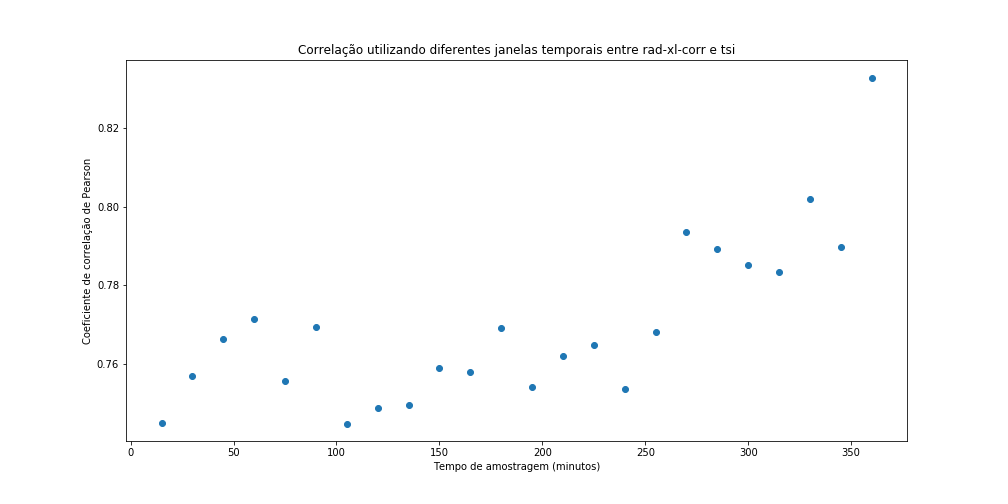 Correlação utilizando diferentes janelas temporais entre rad-xl-corr e tsi
Coeficiente de correlação de Pearson
0.82
0.80
0.78
0.76
0 50 100 150 200 250 300 350
Tempo de amostragem (minutos)